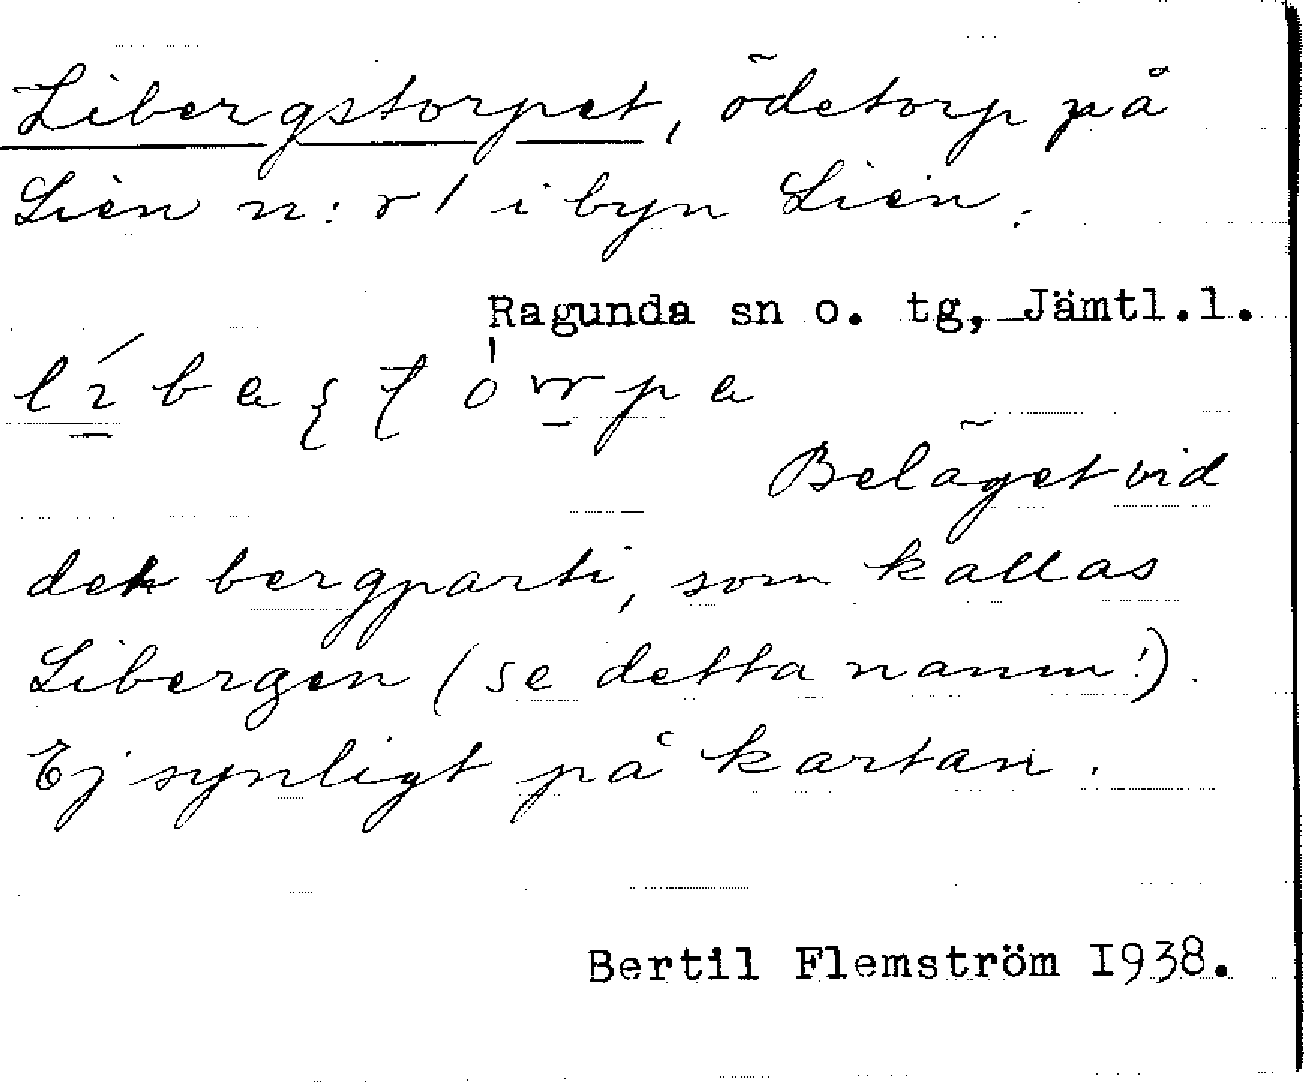 Libergstorpet, ödetorp på
Lien n:r 1 i byn Lien.
Ragunda sn o. tg, Jämtl.l.
Beläget vid
det bergparti, som kallas
Libergen (se detta namn!).
Ej synligt på kartan.
Bertil Flemström 1938.